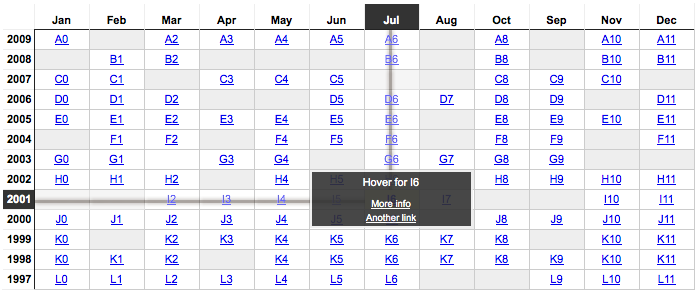 Jan Feb Mar Apr May Jun Jul Aug Oct Sep Nov Dec
2009 A0 A2 A3 A4 A5 A6 A8 A10 A11
2008 B1 B2 B6 B8 B10 B11
2007 C0 C1 C3 C4 C5 C8 C9 C10
2006 D0 D1 D2 D5 D6 D7 D8 D9 D11
2005 E0 E1 E2 E3 E4 E5 E6 E8 E9 E10 E11
2004 F1 F2 F4 F5 F6 F8 F9 F11
2003 G0 G1 G3 G4 G6 G7 G8 G9
2002 H0 H1 H2 H4 H5 H8 H9 H10 H11
Hover for I6
2001 I2 I3 I4 I5 I7 I10 I11
More info
Another link
2000 J0 J1 J2 J3 J4 J5 J8 J9 J10 J11
1999 K0 K2 K3 K4 K5 K6 K7 K8 K10 K11
1998 K0 K1 K2 K4 K5 K6 K7 K8 K9 K10 K11
1997 L0 L1 L2 L3 L4 L5 L6 L9 L10 L11